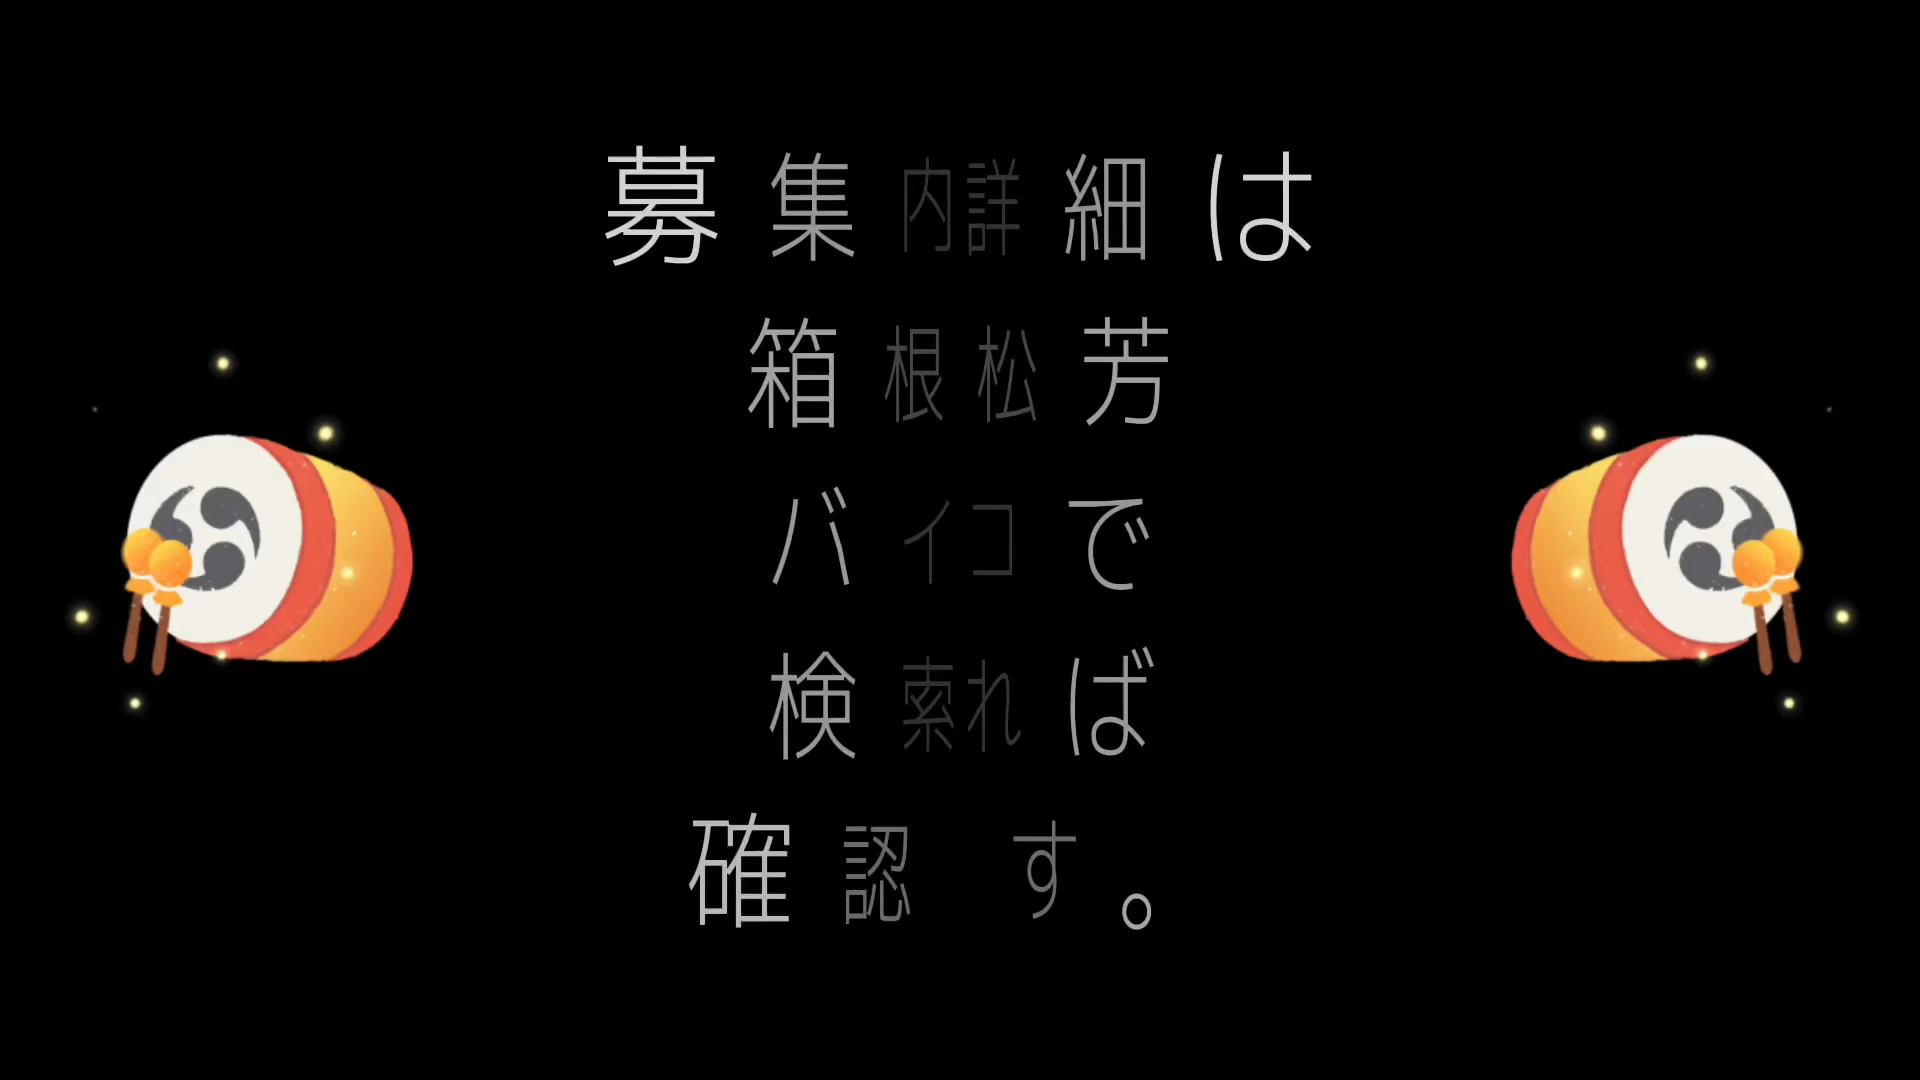 募集内詳細は
箱根松芳
バイコで
検索れば
確認す。